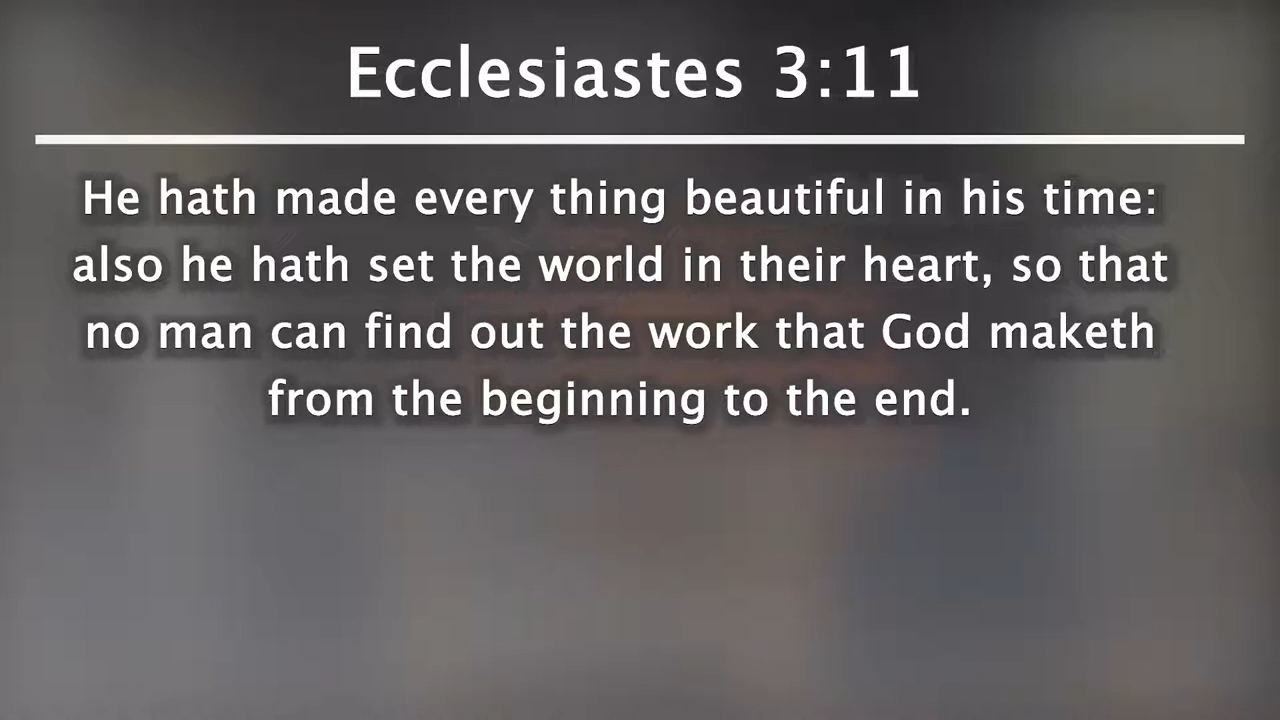 Ecclesiastes 3:11
He hath made every thing beautiful in his time:
also he hath set the world in their heart, so that
no man can find out the work that God maketh
from the beginning to the end.